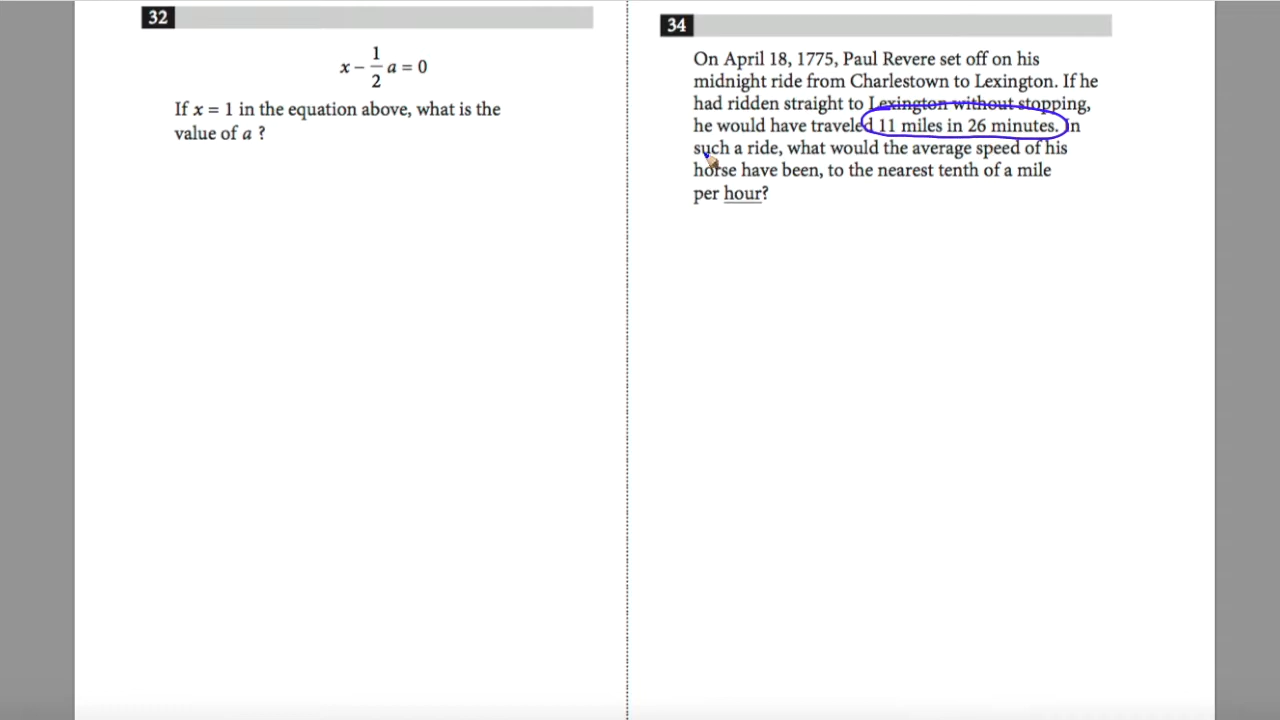 32
x − 1/2 a = 0
If x = 1 in the equation above, what is the
value of a ?
34
On April 18, 1775, Paul Revere set off on his
midnight ride from Charlestown to Lexington. If he
had ridden straight to Lexington without stopping,
he would have traveled 11 miles in 26 minutes. In
such a ride, what would the average speed of his
horse have been, to the nearest tenth of a mile
per hour?